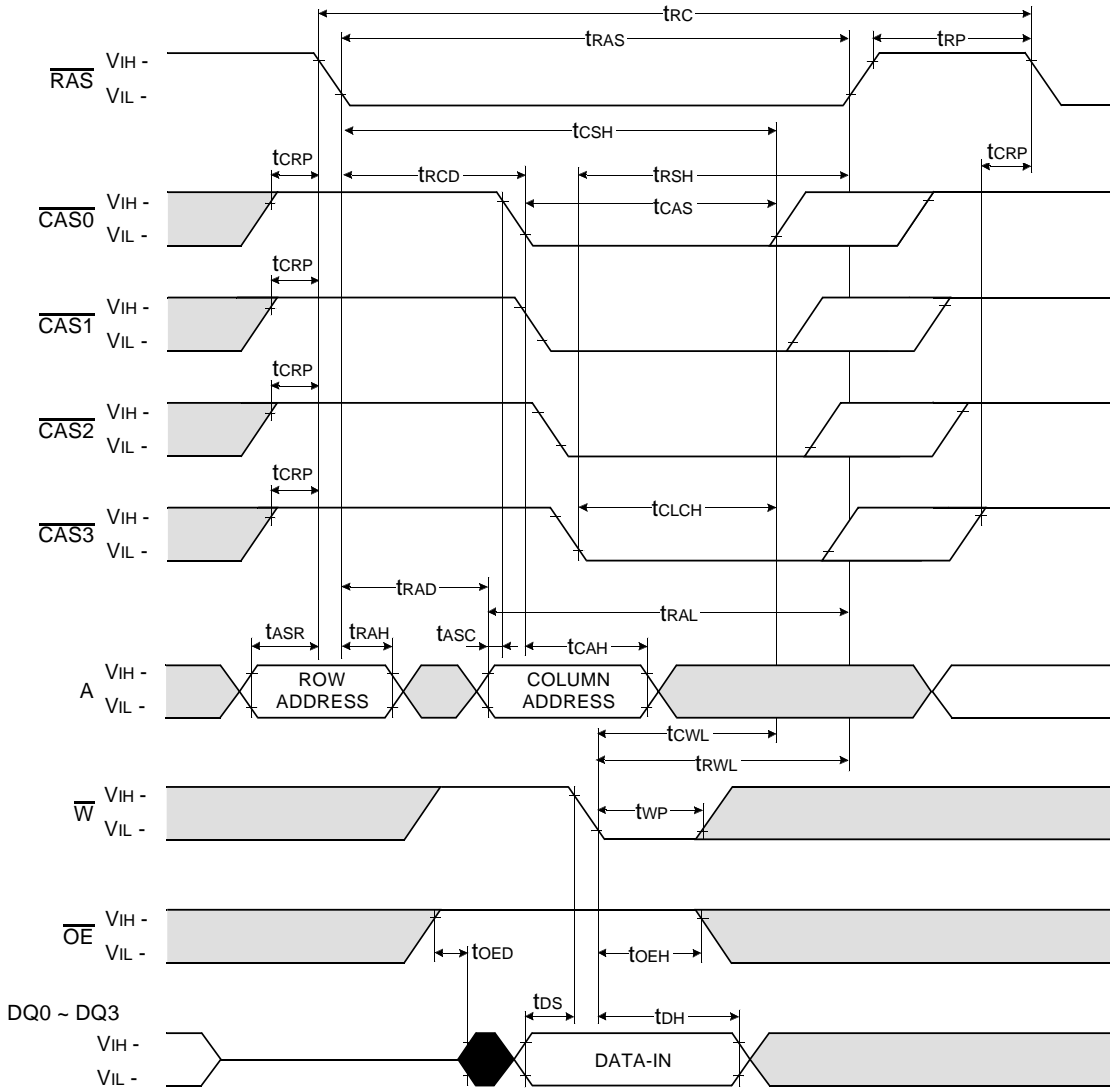 tRC
tRAS
tRP
RAS
VIH -
VIL -
tCSH
tCRP
tRCD
tRSH
tCRP
CAS0
VIH -
VIL -
tCAS
tCRP
CAS1
VIH -
VIL -
tCRP
CAS2
VIH -
VIL -
tCRP
CAS3
VIH -
VIL -
tCLCH
tRAD
tRAL
tASR
tRAH
tASC
tCAH
A
VIH -
VIL -
ROW
ADDRESS
COLUMN
ADDRESS
tCWL
tRWL
W
VIH -
VIL -
tWP
OE
VIH -
VIL -
tOED
tOEH
tDS
tDH
DQ0 ~ DQ3
VIH -
VIL -
DATA-IN